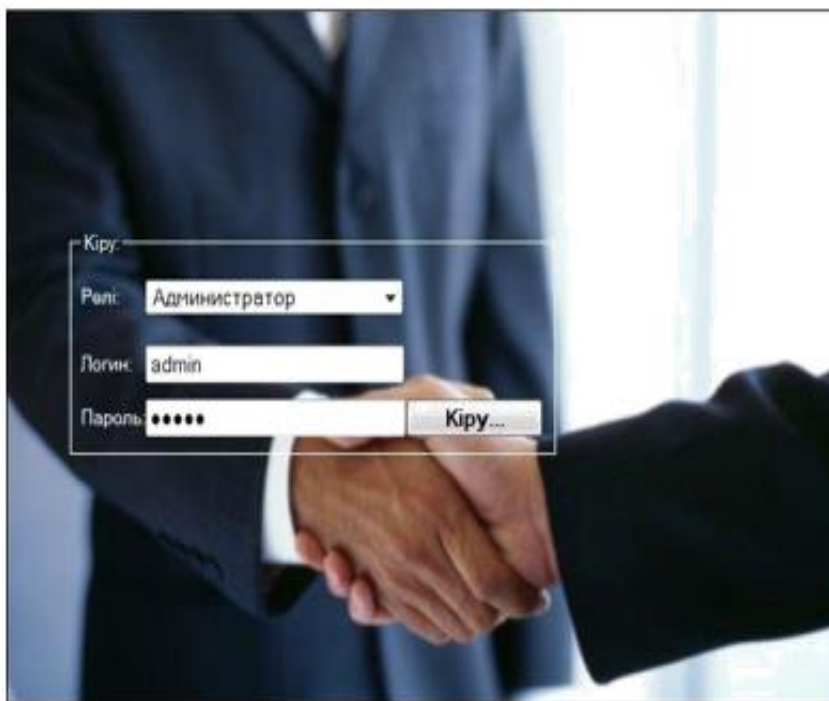 Кіру:
Рөлі: Администратор
Логин: admin
Пароль: ●●●●● Кіру...